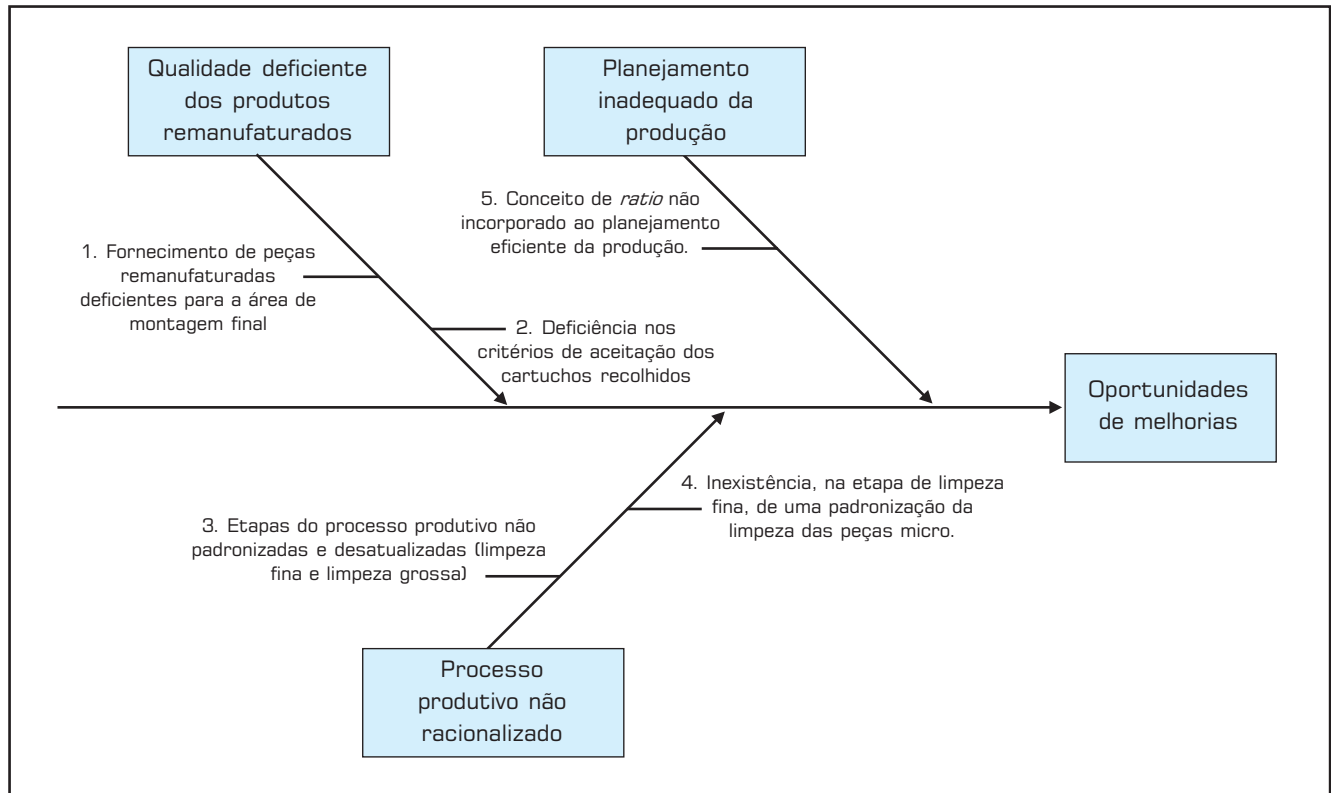 Qualidade deficiente
dos produtos
remanufaturados
Planejamento
inadequado da
produção
1. Fornecimento de peças
remanufaturadas
deficientes para a área de
montagem final
2. Deficiência nos
critérios de aceitação dos
cartuchos recolhidos
5. Conceito de ratio não
incorporado ao planejamento
eficiente da produção.
Oportunidades
de melhorias
3. Etapas do processo produtivo não
padronizadas e desatualizadas (limpeza
fina e limpeza grossa)
4. Inexistência, na etapa de limpeza
fina, de uma padronização da
limpeza das peças micro.
Processo
produtivo não
racionalizado